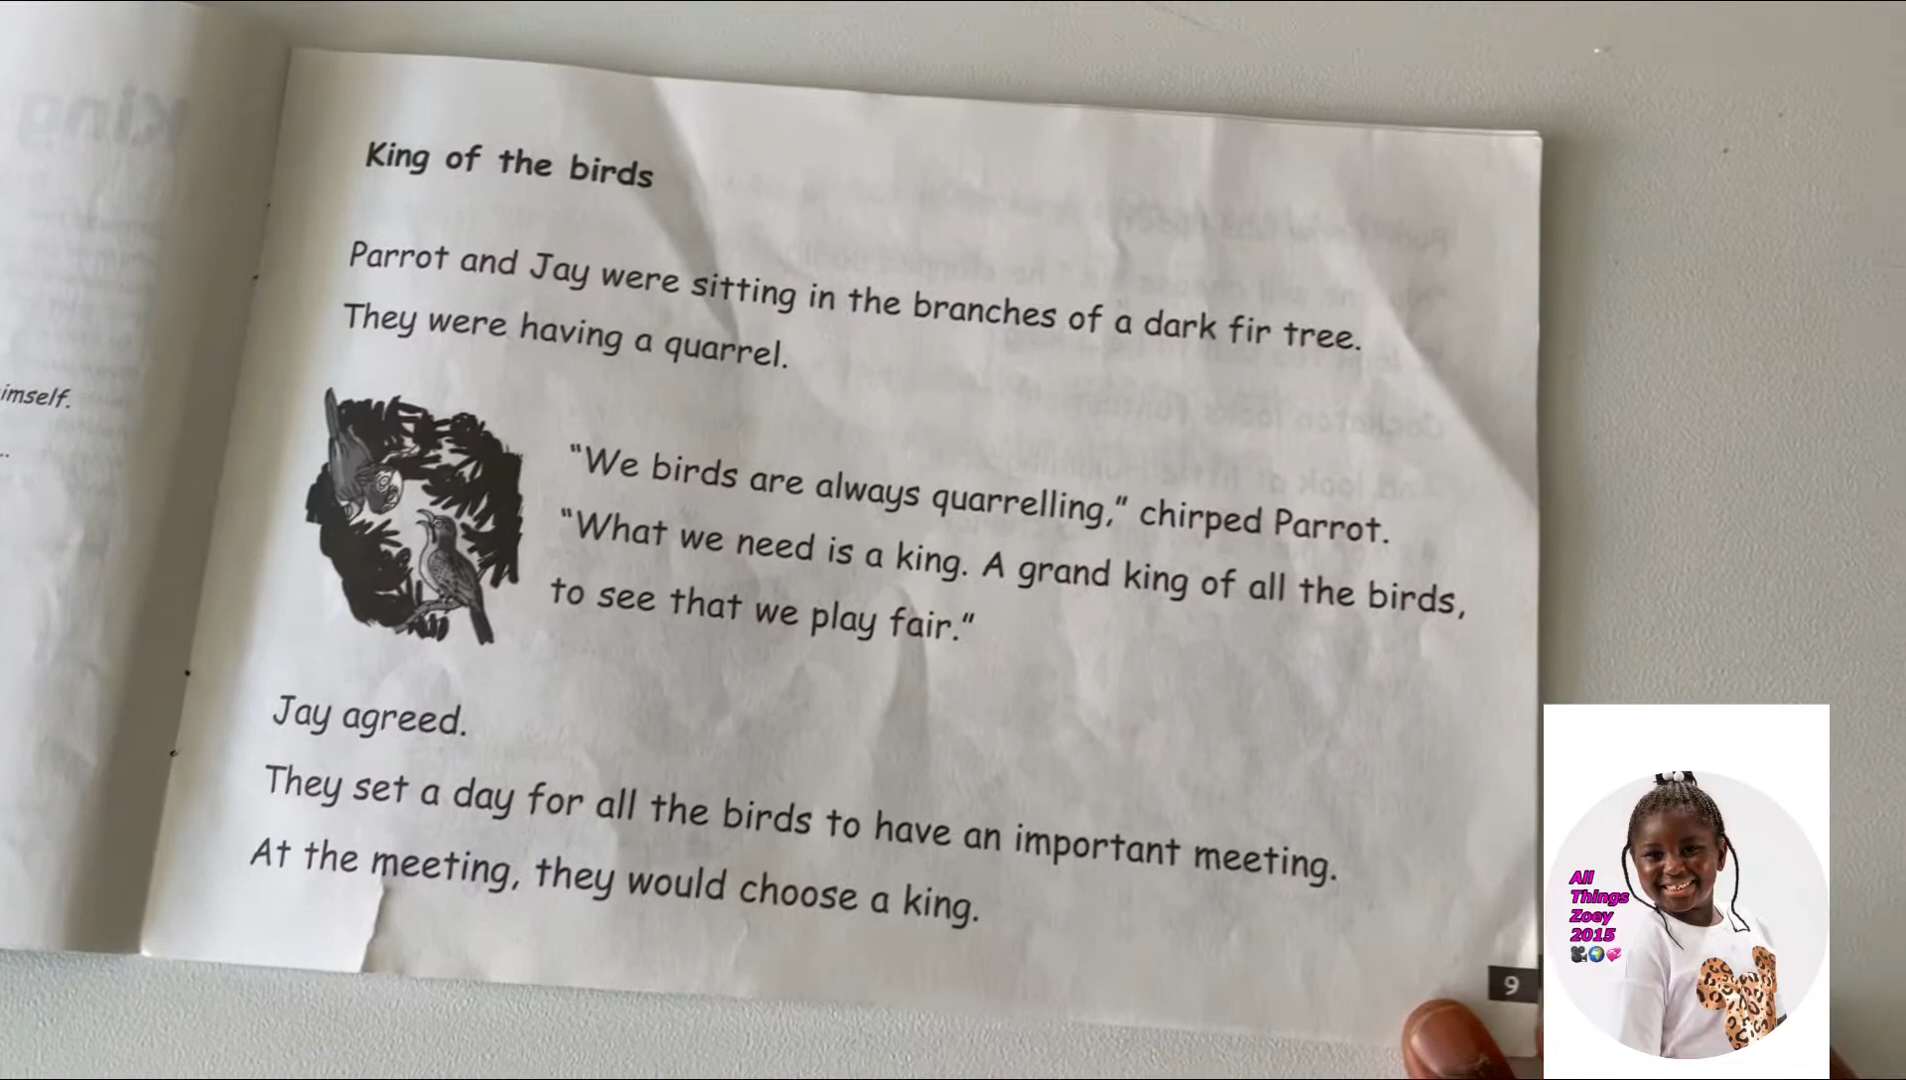 King
imself.
..
King of the birds
Parrot and Jay were sitting in the branches of a dark fir tree.
They were having a quarrel.
“We birds are always quarrelling,” chirped Parrot.
“What we need is a king. A grand king of all the birds,
to see that we play fair.”
Jay agreed.
They set a day for all the birds to have an important meeting.
At the meeting, they would choose a king.
9
All
Things
Zoey
2015
🎥🌍💞